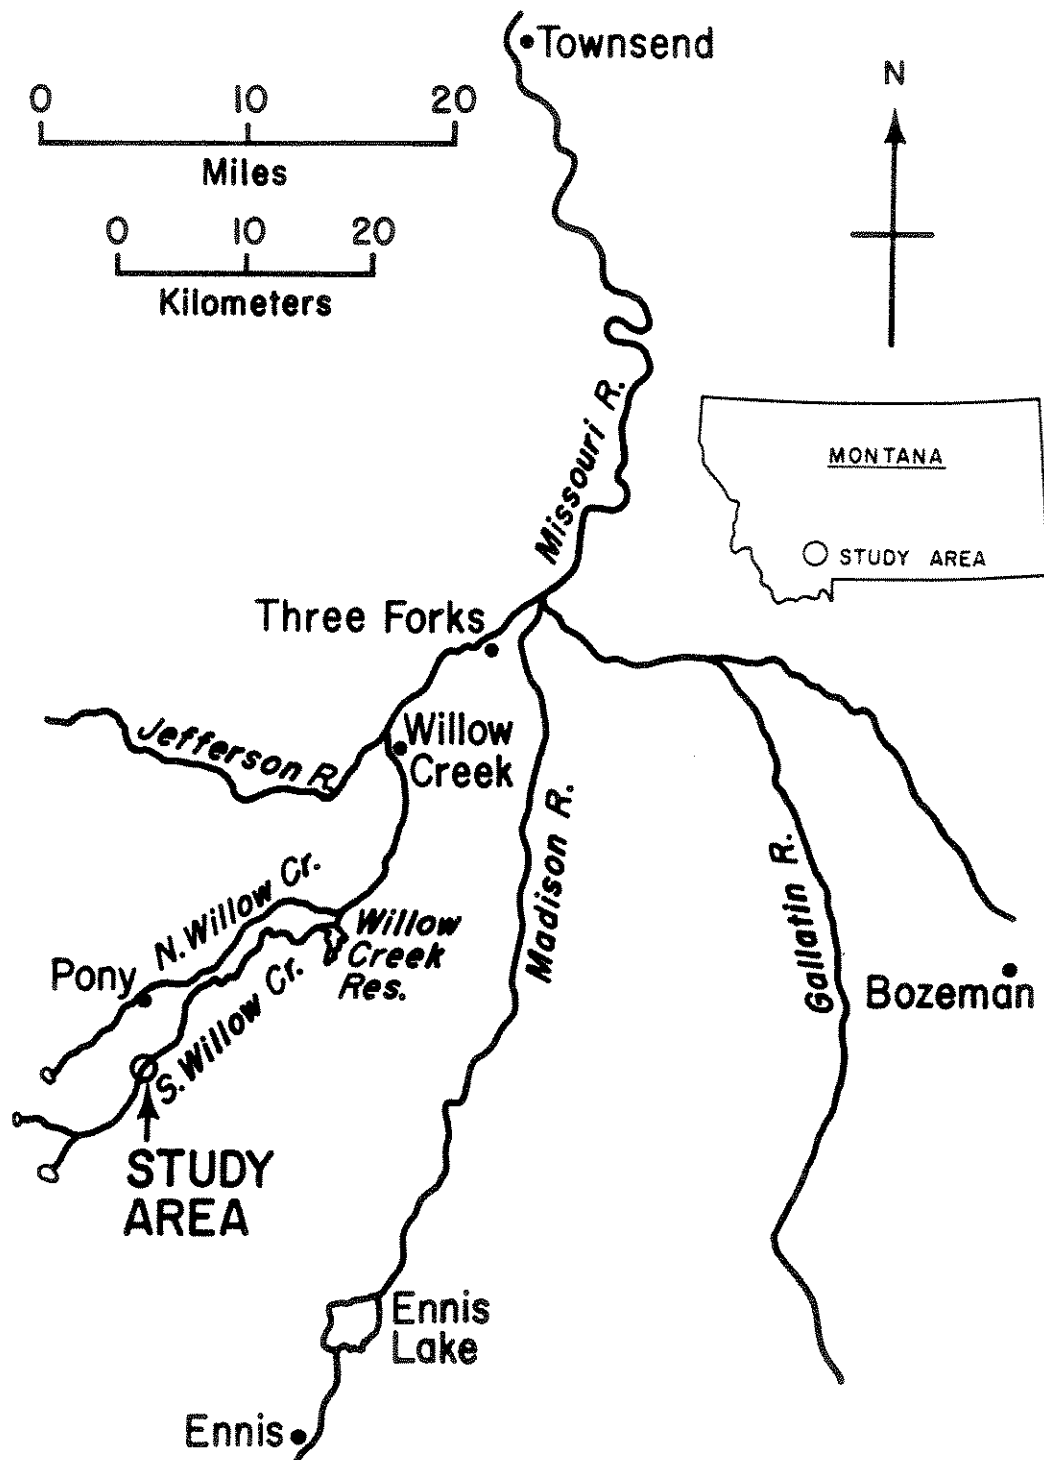 Townsend
0 10 20
Miles
0 10 20
Kilometers
N
Missouri R.
MONTANA
STUDY AREA
Three Forks
Jefferson R.
Willow
Creek
Madison R.
Gallatin R.
N. Willow Cr.
Willow
Creek
Res.
Pony
S. Willow Cr.
Bozeman
STUDY
AREA
Ennis
Lake
Ennis